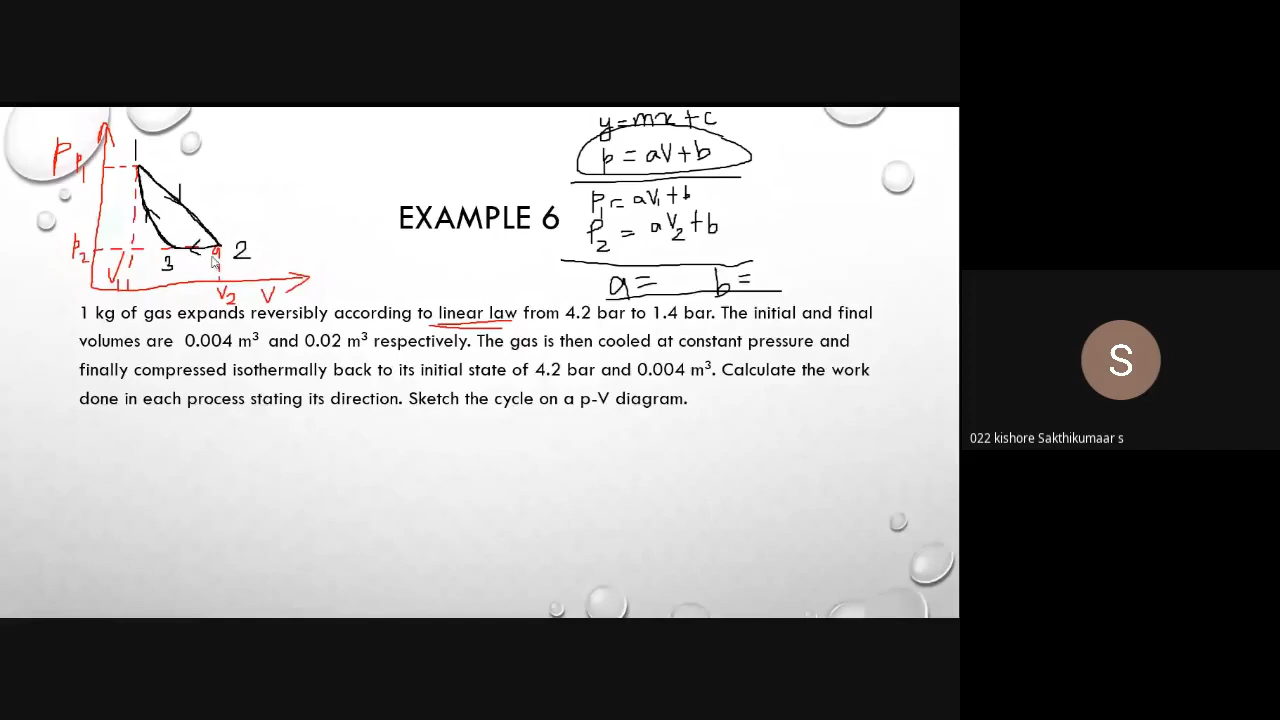 y = mx + c
p = av + b
P
P1
1
P1 = av1 + b
EXAMPLE 6
P2 = av2 + b
P2
3
2
a = b =
V2 V
1 kg of gas expands reversibly according to linear law from 4.2 bar to 1.4 bar. The initial and final
volumes are 0.004 m³ and 0.02 m³ respectively. The gas is then cooled at constant pressure and
finally compressed isothermally back to its initial state of 4.2 bar and 0.004 m³. Calculate the work
done in each process stating its direction. Sketch the cycle on a p-V diagram.
S
022 kishore Sakthikumaar s